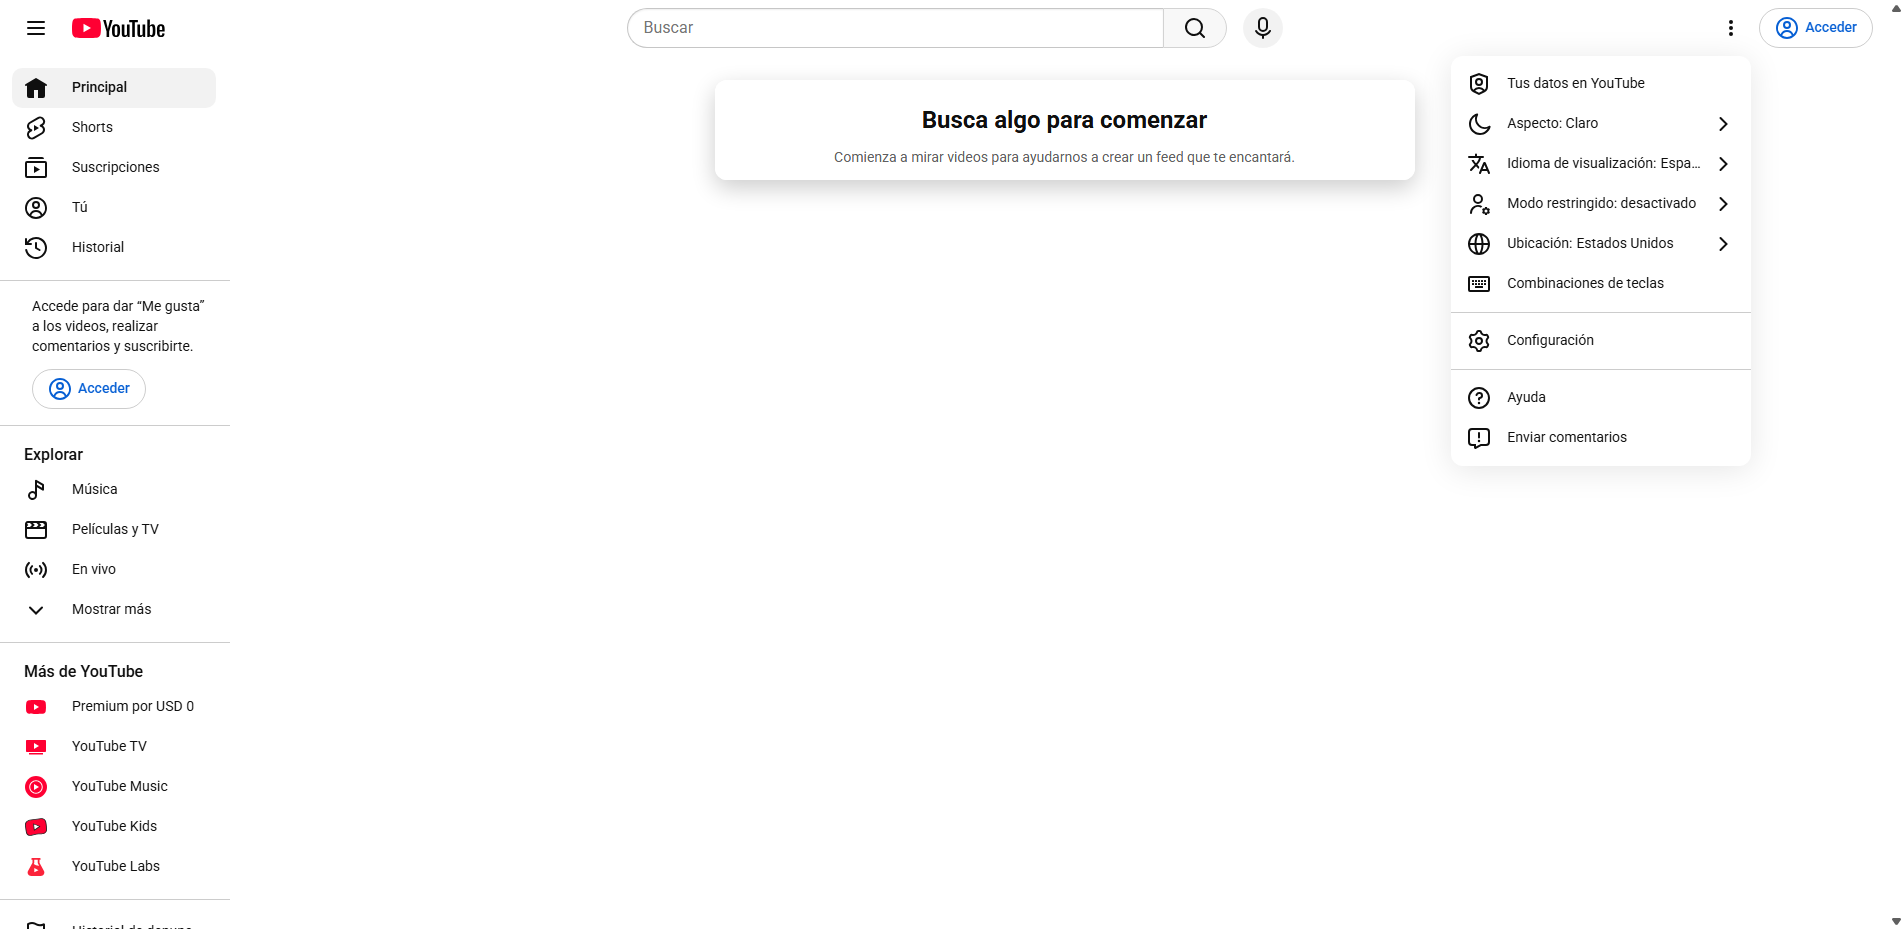 YouTube
Buscar
Acceder
Principal
Shorts
Suscripciones
Tú
Historial
Accede para dar “Me gusta”
a los videos, realizar
comentarios y suscribirte.
Acceder
Explorar
Música
Películas y TV
En vivo
Mostrar más
Más de YouTube
Premium por USD 0
YouTube TV
YouTube Music
YouTube Kids
YouTube Labs
Busca algo para comenzar
Comienza a mirar videos para ayudarnos a crear un feed que te encantará.
Tus datos en YouTube
Aspecto: Claro
Idioma de visualización: Espa...
Modo restringido: desactivado
Ubicación: Estados Unidos
Combinaciones de teclas
Configuración
Ayuda
Enviar comentarios